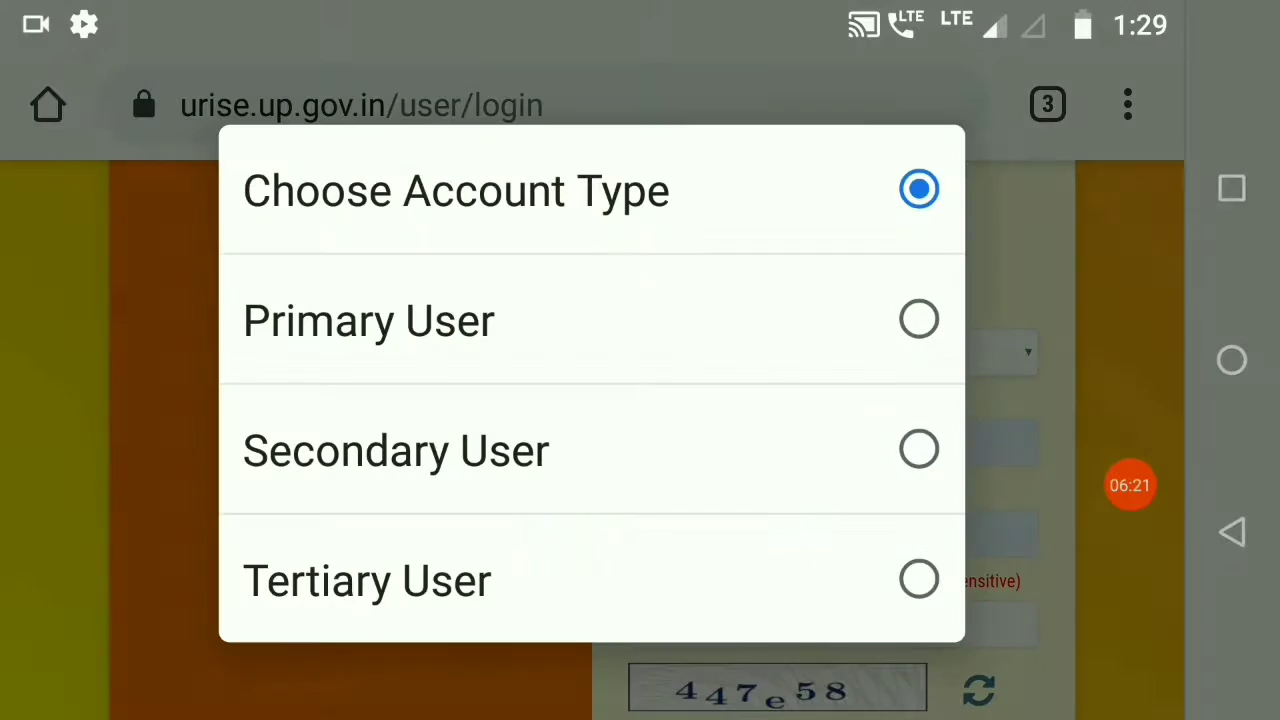 LTE LTE 1:29
urise.up.gov.in/user/login 3
Choose Account Type
Primary User
Secondary User
06:21
Tertiary User
ensitive)
447e58